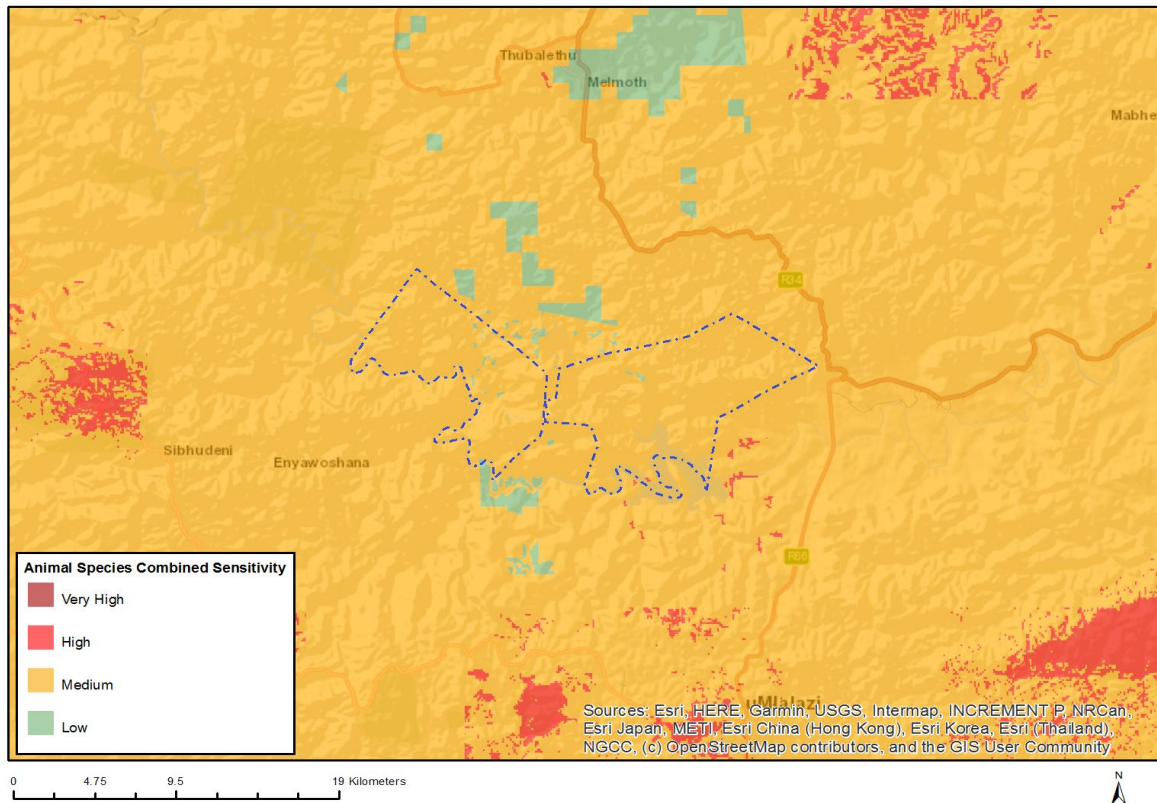 Thubalethu
Melmoth
Mabhe
R34
Sibhudeni
Enyawoshana
R66
Animal Species Combined Sensitivity
Very High
High
Medium
Low
uMlalazi
Sources: Esri, HERE, Garmin, USGS, Intermap, INCREMENT P, NRCan,
Esri Japan, METI, Esri China (Hong Kong), Esri Korea, Esri (Thailand),
NGCC, (c) OpenStreetMap contributors, and the GIS User Community
0 4.75 9.5 19 Kilometers
N